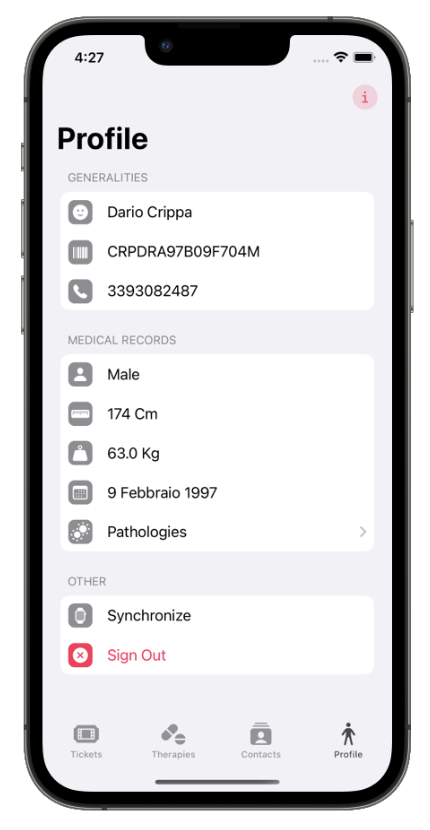 4:27
i
Profile
GENERALITIES
Dario Crippa
CRPDRA97B09F704M
3393082487
MEDICAL RECORDS
Male
174 Cm
63.0 Kg
9 Febbraio 1997
Pathologies
OTHER
Synchronize
Sign Out
Tickets Therapies Contacts Profile